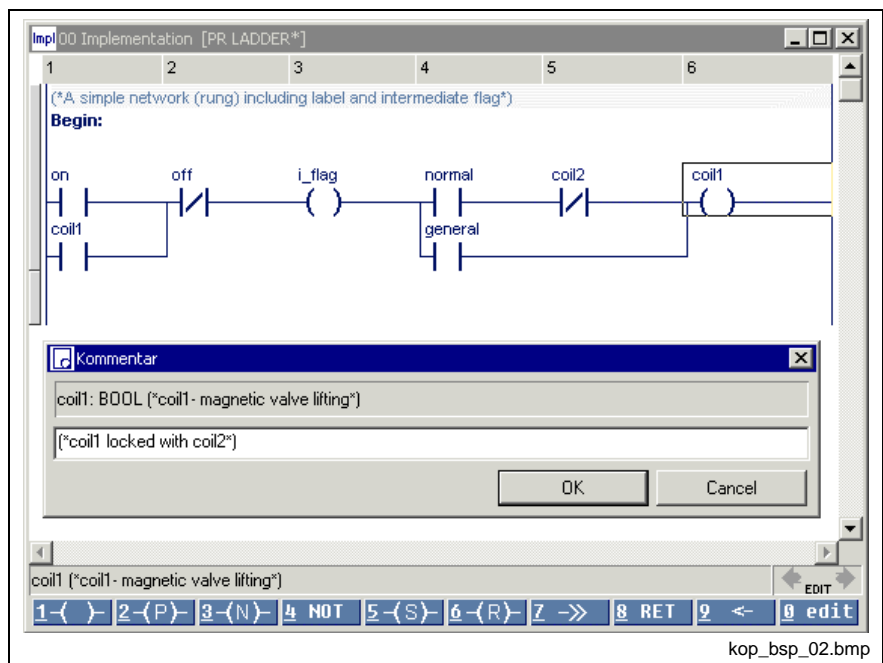 Impl 00 Implementation [PR LADDER*]
1 2 3 4 5 6
(*A simple network (rung) including label and intermediate flag*)
Begin:
on off i_flag normal coil2 coil1
coil1 general
Kommentar
coil1: BOOL (*coil1- magnetic valve lifting*)
(*coil1 locked with coil2*)
OK Cancel
coil1 (*coil1- magnetic valve lifting*) EDIT
1-( )- 2-(P)- 3-(N)- 4 NOT 5-(S)- 6-(R)- 7 ->> 8 RET 9 <- 0 edit
kop_bsp_02.bmp